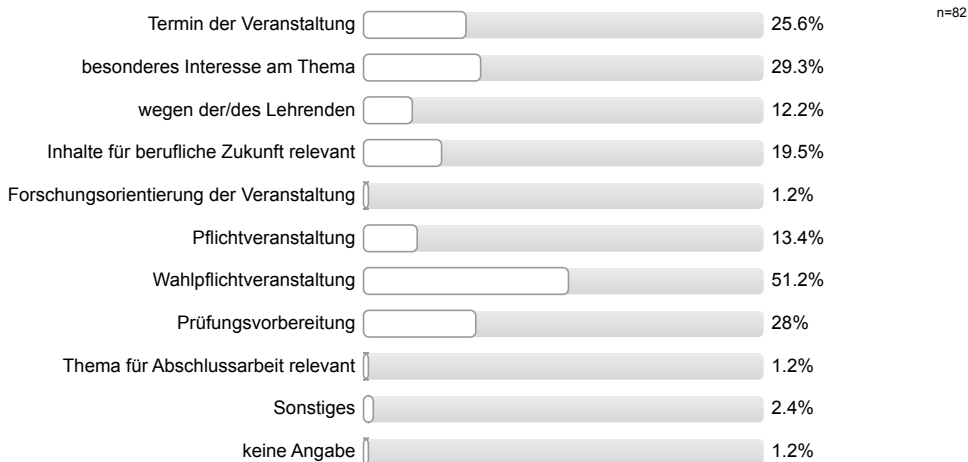 n=82
Termin der Veranstaltung 25.6%
besonderes Interesse am Thema 29.3%
wegen der/des Lehrenden 12.2%
Inhalte für berufliche Zukunft relevant 19.5%
Forschungsorientierung der Veranstaltung 1.2%
Pflichtveranstaltung 13.4%
Wahlpflichtveranstaltung 51.2%
Prüfungsvorbereitung 28%
Thema für Abschlussarbeit relevant 1.2%
Sonstiges 2.4%
keine Angabe 1.2%